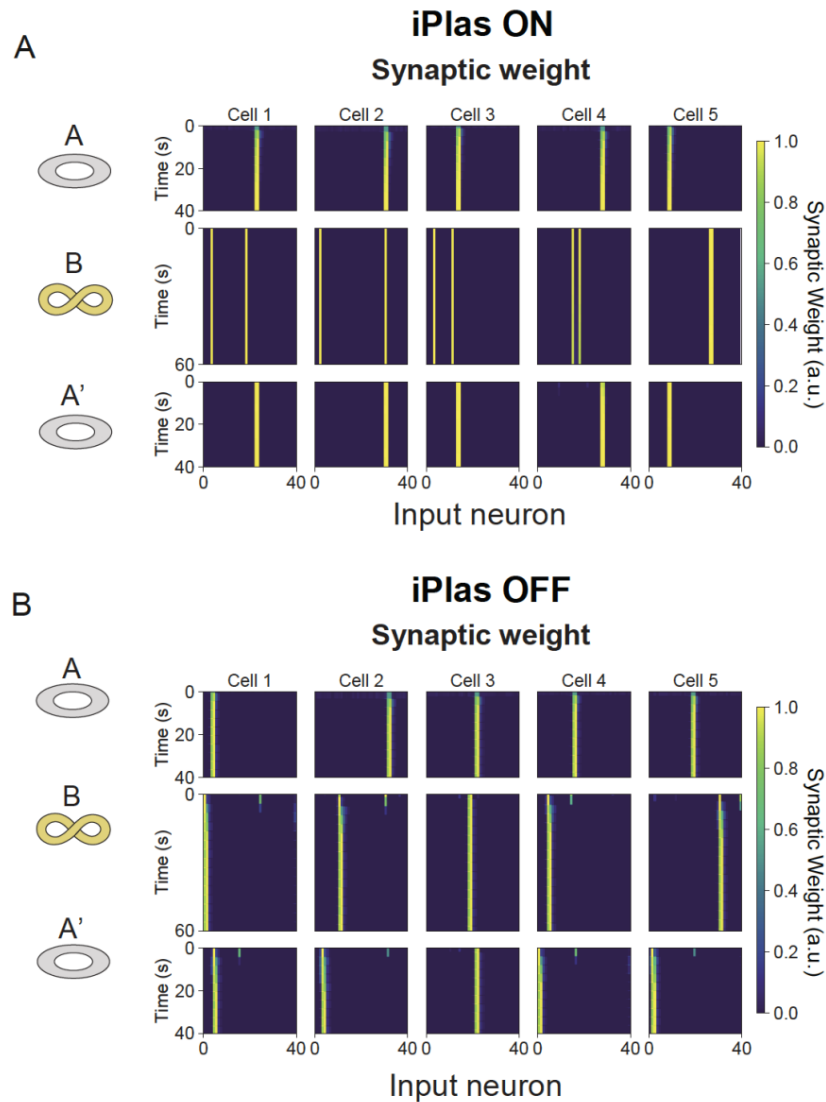 A
iPlas ON
Synaptic weight
Cell 1 Cell 2 Cell 3 Cell 4 Cell 5
A
Time (s)
0
20
40
B
Time (s)
0
60
A’
Time (s)
0
20
40
0 40 0 40 0 40 0 40 0 40
Input neuron
1.0
0.8
0.6
0.4
0.2
0.0
Synaptic Weight (a.u.)
B
iPlas OFF
Synaptic weight
Cell 1 Cell 2 Cell 3 Cell 4 Cell 5
A
Time (s)
0
20
40
B
Time (s)
0
60
A’
Time (s)
0
20
40
0 40 0 40 0 40 0 40 0 40
Input neuron
1.0
0.8
0.6
0.4
0.2
0.0
Synaptic Weight (a.u.)